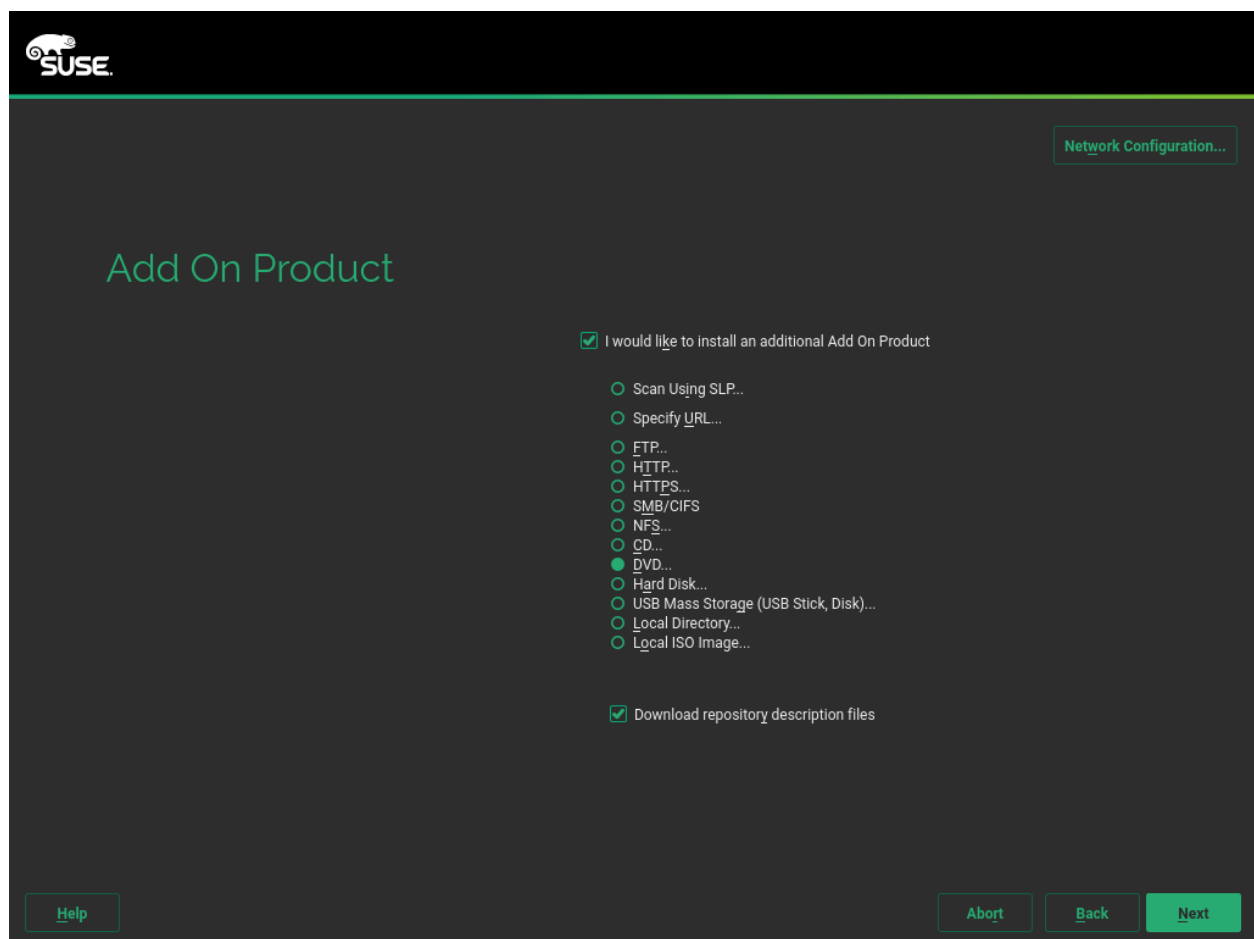 SUSE.
Network Configuration...
Add On Product
I would like to install an additional Add On Product
Scan Using SLP...
Specify URL...
FTP...
HTTP...
HTTPS...
SMB/CIFS
NFS...
CD...
DVD...
Hard Disk...
USB Mass Storage (USB Stick, Disk)...
Local Directory...
Local ISO Image...
Download repository description files
Help
Abort
Back
Next